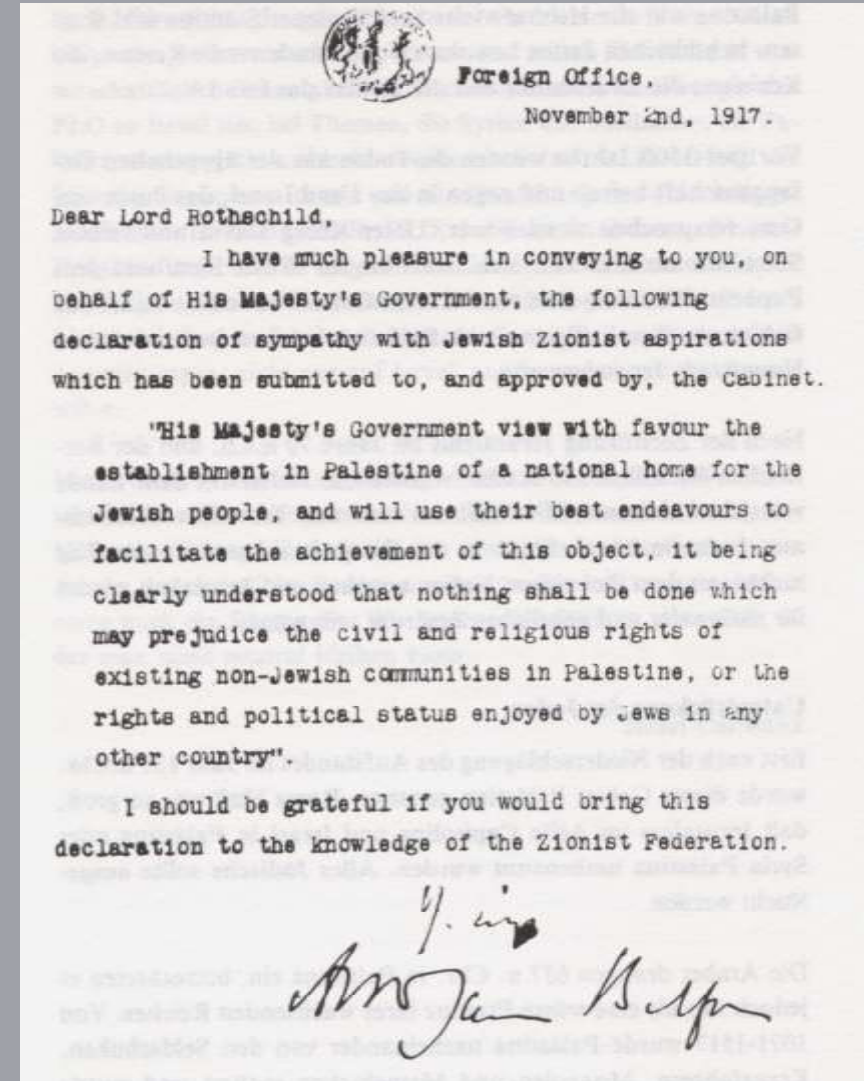 Foreign Office,
November 2nd. 1917.
Dear Lord Rothschild,
I have much pleasure in conveying to you, on
behalf of His Majesty's Government, the following
declaration of sympathy with Jewish Zionist aspirations
which has been submitted to, and approved by, the Cabinet.
"His Majesty's Government view with favour the
establishment in Palestine of a national home for the
Jewish people, and will use their best endeavours to
facilitate the achievement of this object, it being
clearly understood that nothing shall be done which
may prejudice the civil and religious rights of
existing non-Jewish communities in Palestine, or the
rights and political status enjoyed by Jews in any
other country".
I should be grateful if you would bring this
declaration to the knowledge of the Zionist Federation.